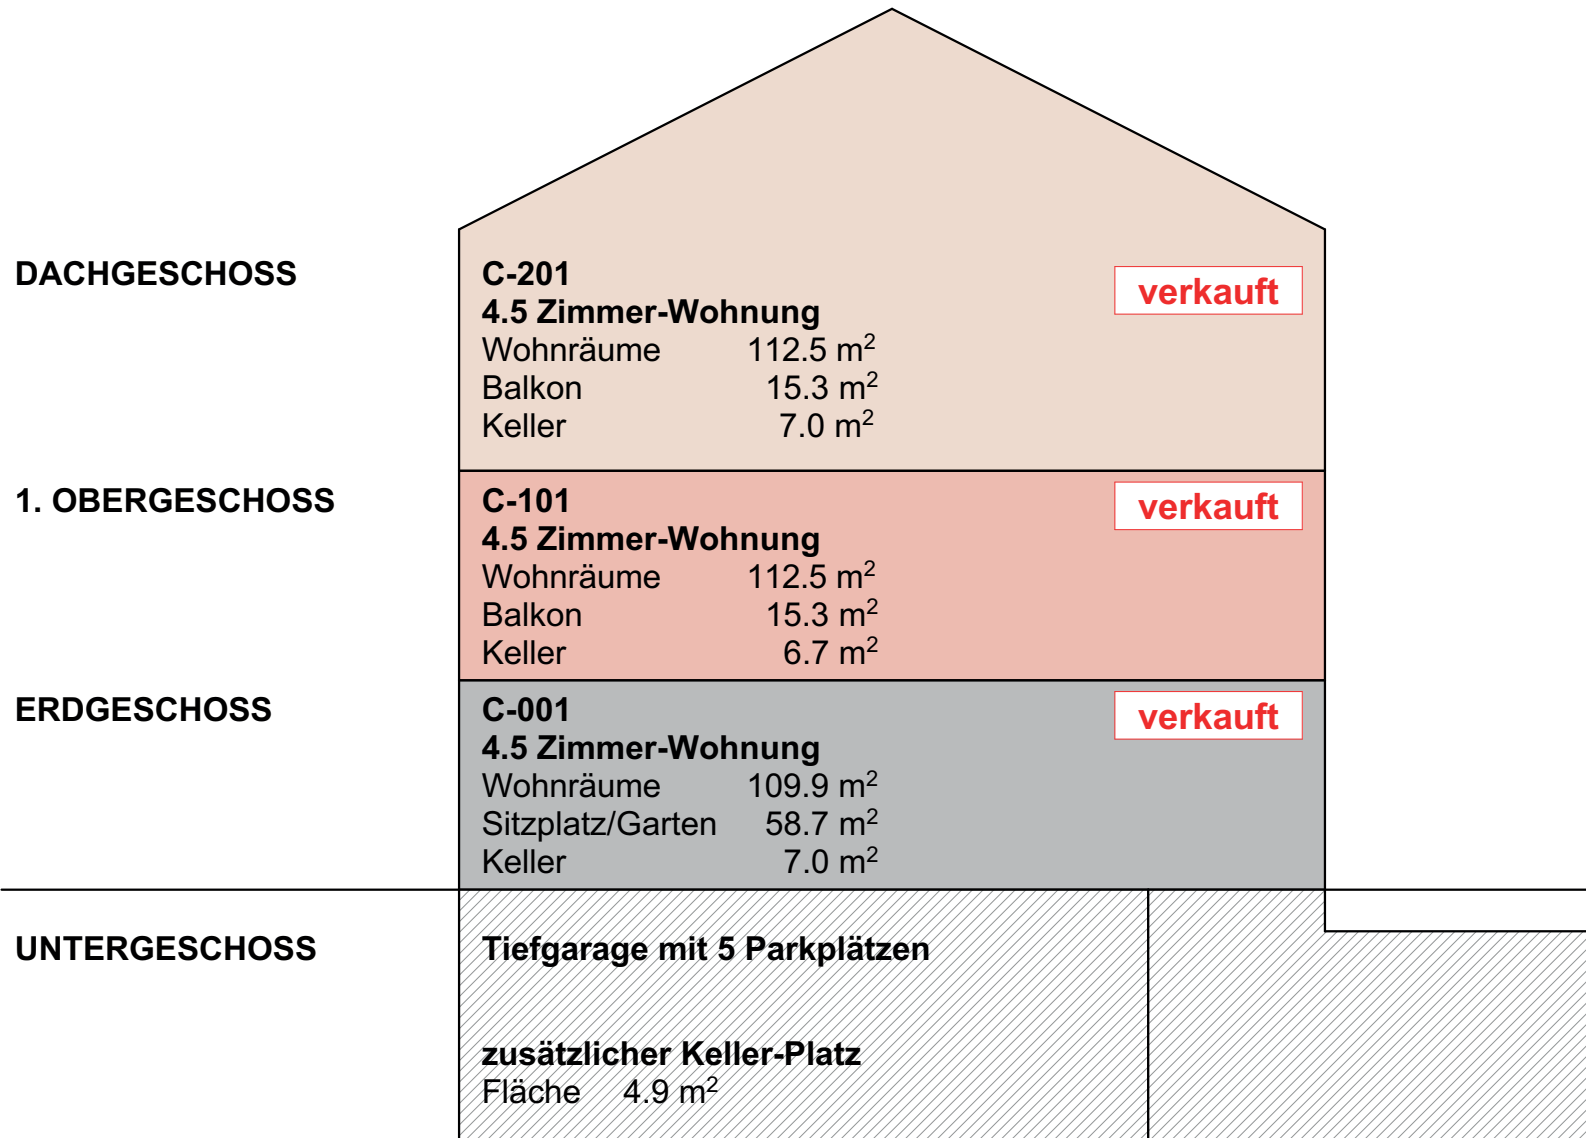 DACHGESCHOSS
C-201
verkauft
4.5 Zimmer-Wohnung
Wohnräume 112.5 m²
Balkon 15.3 m²
Keller 7.0 m²
1. OBERGESCHOSS
C-101
verkauft
4.5 Zimmer-Wohnung
Wohnräume 112.5 m²
Balkon 15.3 m²
Keller 6.7 m²
ERDGESCHOSS
C-001
verkauft
4.5 Zimmer-Wohnung
Wohnräume 109.9 m²
Sitzplatz/Garten 58.7 m²
Keller 7.0 m²
UNTERGESCHOSS
Tiefgarage mit 5 Parkplätzen
zusätzlicher Keller-Platz
Fläche 4.9 m²